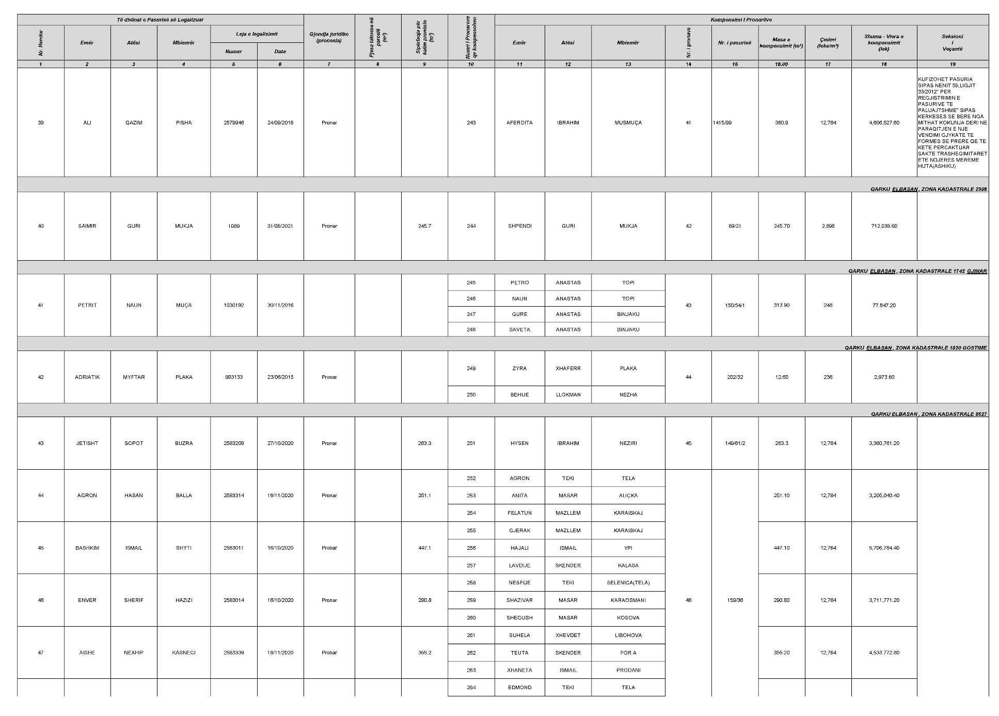 Të dhënat e Pasurisë së Legalizuar
Kompensimi i Pronarëve
Nr. Rendor
Emër
Atësi
Mbiemër
Leja e legalizimit
Numer
Date
Gjendja juridike
(pronesia)
Pjesa takuese në
parcelë
(m²)
Sipërfaqja për
kalim pronësie
(m²)
Numri i Pronareve
qe kompensohen
Emër
Atësi
Mbiemër
Nr. i pronave
Nr. i pasurisë
Masa e
kompensimit (m²)
Çmimi
(leke/m²)
Shuma - Vlera e
kompensimit
(lek)
Seksioni
i
Veçantë
1 2 3 4 5 6 7 8 9 10 11 12 13 14 15 16.00 17 18 19
39 ALI QAZIM PISHA 2579946 24/09/2018 Pronar 243 AFERDITA IBRAHIM MUSMUÇA 41 1415/99 360.9 12,764 4,606,527.60
KUFIZOHET PASURIA
SIPAS NENIT 59,LIGJIT
33/2012" PER
REGJISTRIMIN E
PASURIVE TE
PALUAJTSHME" SIPAS
KERKESES SE BERE NGA
MITHAT KOKUNJA DERI NE
PARAQITJEN E NJE
VENDIMI GJYKATE TE
FORMES SE PRERE QE TE
KETE PERCAKTUAR
SAKTE TRASHEGIMITARET
ETE NDJERES MEREME
HUTA(ASHIKU)
QARKU ELBASAN, ZONA KADASTRALE 2908
40 SAIMIR GURI MUKJA 1089 31/08/2021 Pronar 245.7 244 SHPENDI GURI MUKJA 42 89/21 245.70 2,898 712,038.60
QARKU ELBASAN, ZONA KADASTRALE 1742 GJINAR
245 PETRO ANASTAS TOPI
246 NAUN ANASTAS TOPI
41 PETRIT NAUN MUÇA 1030192 30/11/2016 43 150/54/1 313.90 248 77,847.20
247 GURE ANASTAS BINJAKU
248 SAVETA ANASTAS BINJAKU
QARKU ELBASAN, ZONA KADASTRALE 1820 GOSTIME
249 ZYRA XHAFERR PLAKA
42 ADRIATIK MYFTAR PLAKA 993133 23/06/2015 Pronar 44 202/32 12.60 236 2,973.60
250 BEHIJE LLOKMAN NEZHA
QARKU ELBASAN, ZONA KADASTRALE 8527
43 JETISHT SOPOT BUZRA 2583209 27/10/2020 Pronar 263.3 251 HYSEN IBRAHIM NEZIRI 45 149/61/2 263.3 12,764 3,360,761.20
252 AGRON TEKI TELA
44 AGRON HASAN BALLA 2583314 16/11/2020 Pronar 251.1 253 ANITA MASAR ALIÇKA 251.10 12,764 3,205,040.40
254 FELATUN MAZLLEM KARAISKAJ
255 GJERAK MAZLLEM KARAISKAJ
45 BASHKIM ISMAIL SHYTI 2583011 16/10/2020 Pronar 447.1 256 HAJALI ISMAIL YPI 447.10 12,764 5,706,784.40
257 LAVDIJE SKENDER KALASA
258 NESFIJE TEKI SELENICA(TELA)
46 ENVER SHERIF HAZIZI 2583014 16/10/2020 Pronar 290.8 259 SHAZIVAR MASAR KARAOSMANI 46 159/36 290.80 12,764 3,711,771.20
260 SHEGUSH MASAR KOSOVA
261 SUHELA XHEVDET LIBOHOVA
47 AISHE NEXHIP KASNECI 2583339 18/11/2020 Pronar 355.2 262 TEUTA SKENDER FOR A 355.20 12,764 4,533,772.80
263 XHANETA ISMAIL PRODANI
264 EDMOND TEKI TELA